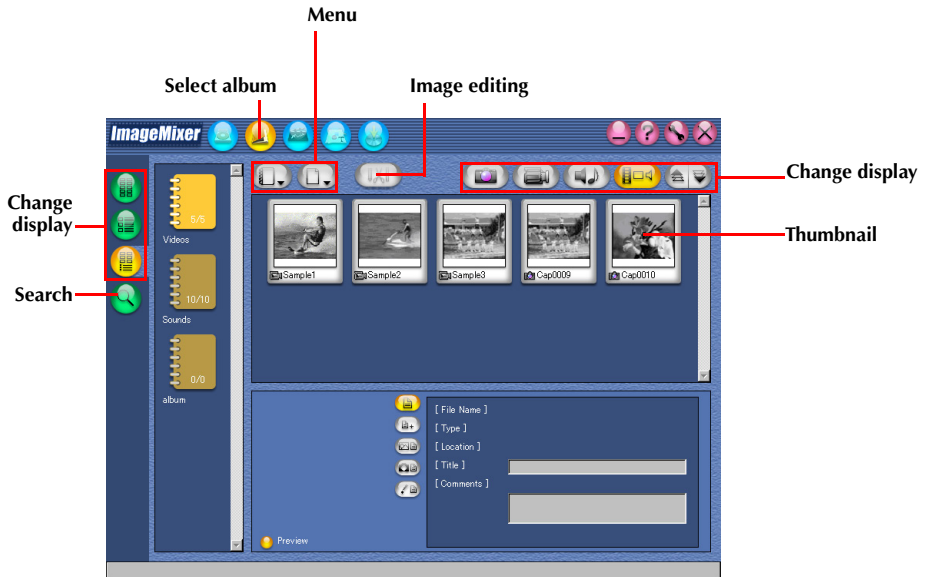 Menu
Select album
Image editing
ImageMixer
Change display
Change
display
Thumbnail
Search
5/5
Videos
10/10
Sounds
0/0
album
Sample1
Sample2
Sample3
Cap0009
Cap0010
[ File Name ]
[ Type ]
[ Location ]
[ Title ]
[ Comments ]
Preview